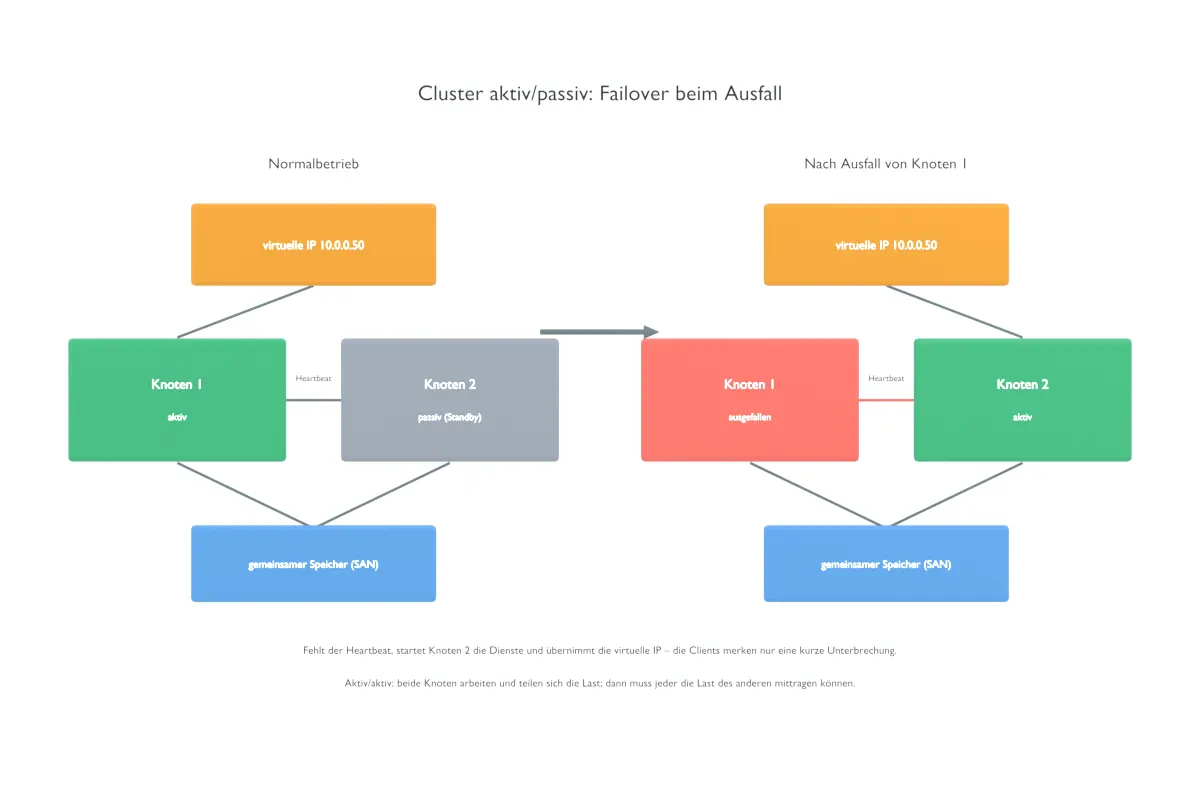 Cluster aktiv/passiv: Failover beim Ausfall
Normalbetrieb
virtuelle IP 10.0.0.50
Knoten 1
aktiv
Heartbeat
Knoten 2
passiv (Standby)
gemeinsamer Speicher (SAN)
Nach Ausfall von Knoten 1
virtuelle IP 10.0.0.50
Knoten 1
ausgefallen
Heartbeat
Knoten 2
aktiv
gemeinsamer Speicher (SAN)
Fehlt der Heartbeat, startet Knoten 2 die Dienste und übernimmt die virtuelle IP – die Clients merken nur eine kurze Unterbrechung.
Aktiv/aktiv: beide Knoten arbeiten und teilen sich die Last; dann muss jeder die Last des anderen mittragen können.